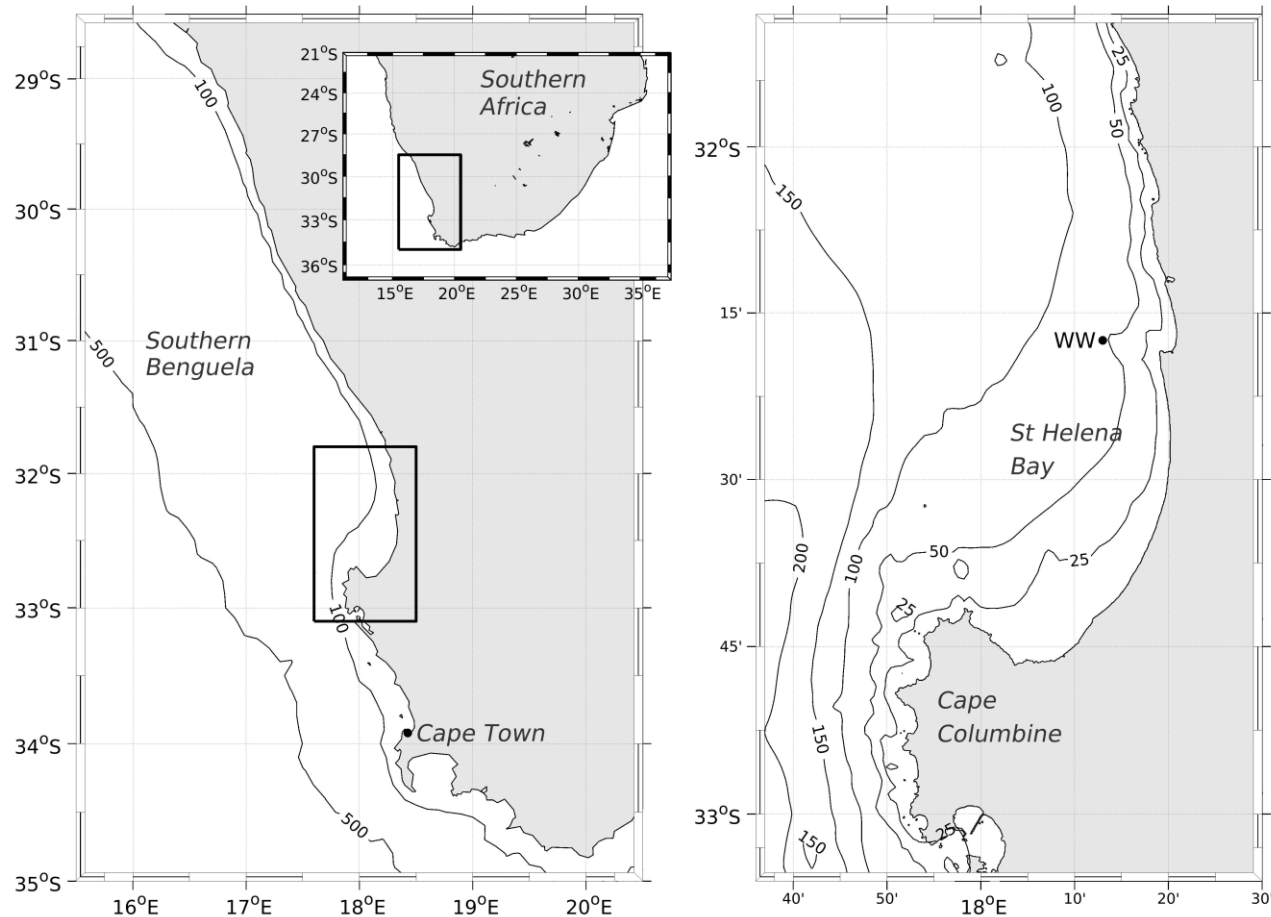 29°S
30°S
31°S
32°S
33°S
34°S
35°S
16°E
17°E
18°E
19°E
20°E
100
500
Southern
Benguela
100
Cape Town
500
21°S
24°S
27°S
30°S
33°S
36°S
15°E
20°E
25°E
30°E
35°E
Southern
Africa
32°S
15'
30'
45'
33°S
40'
50'
18°E
10'
20'
30'
25
100
50
150
WW
St Helena
Bay
200
100
50
25
25
Cape
Columbine
150
150
25